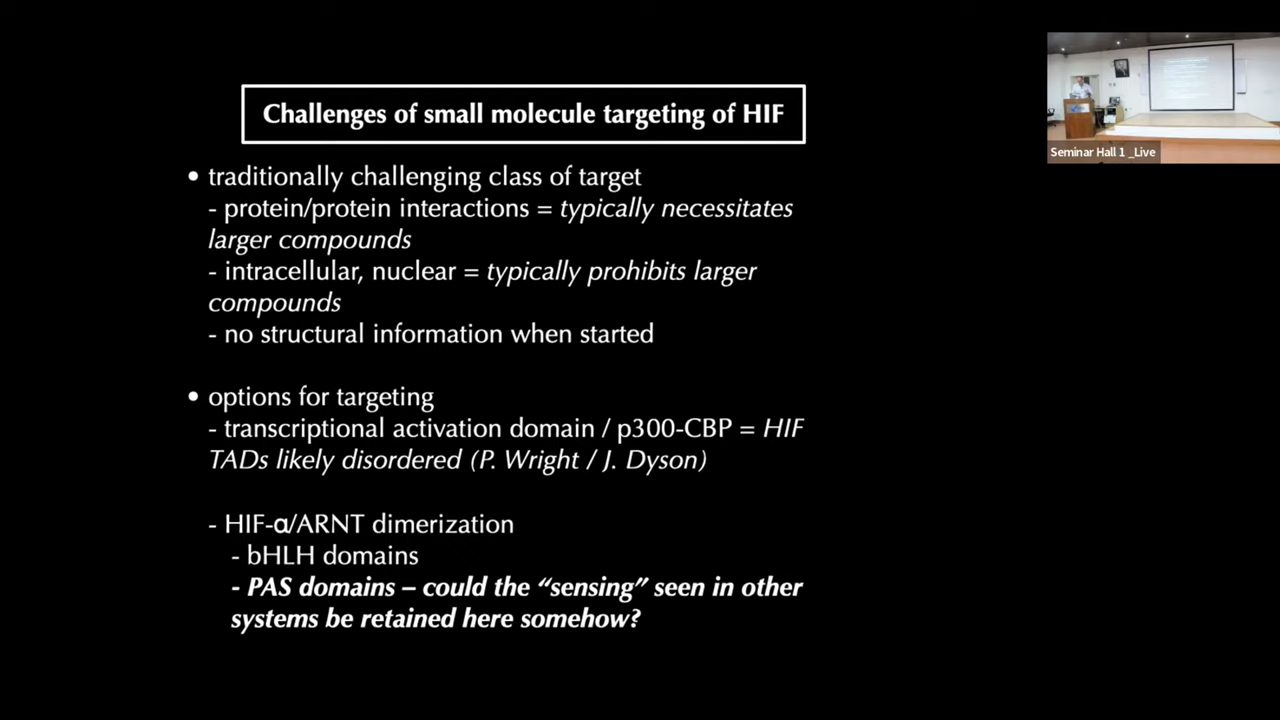 Challenges of small molecule targeting of HIF
• traditionally challenging class of target
- protein/protein interactions = typically necessitates
larger compounds
- intracellular, nuclear = typically prohibits larger
compounds
- no structural information when started
• options for targeting
- transcriptional activation domain / p300-CBP = HIF
TADs likely disordered (P. Wright / J. Dyson)
- HIF-α/ARNT dimerization
- bHLH domains
- PAS domains – could the “sensing” seen in other
systems be retained here somehow?
Seminar Hall 1 _Live